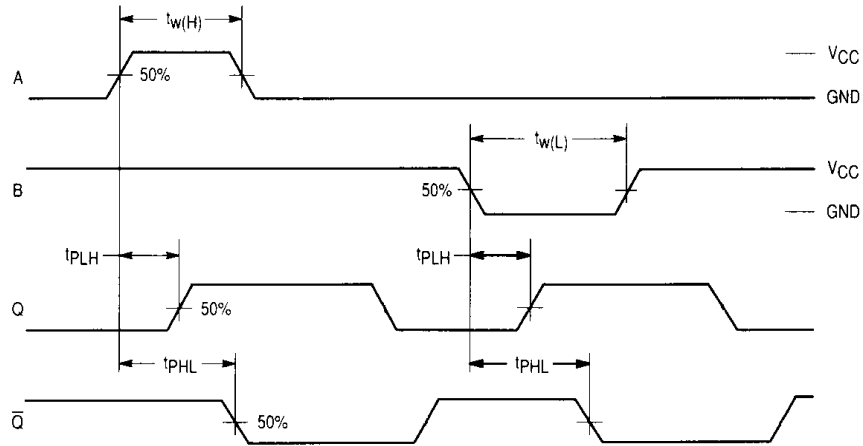 tw(H)
VCC
A
50%
GND
tw(L)
VCC
50%
B
GND
tPLH
tPLH
Q
50%
tPHL
tPHL
Q̅
50%